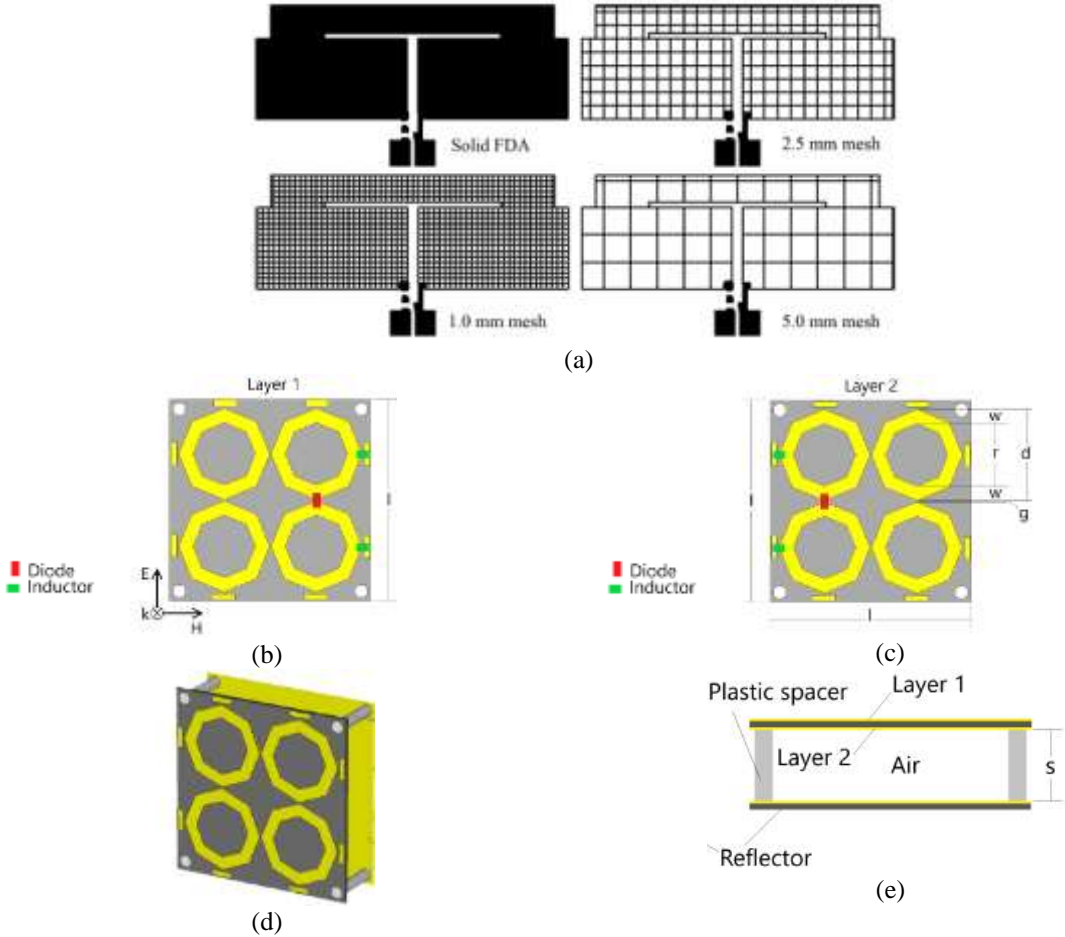 Solid FDA
2.5 mm mesh
1.0 mm mesh
5.0 mm mesh
(a)
Layer 1
l
Diode
Inductor
E
k
H
(b)
Layer 2
w
r
d
w
g
l
l
Diode
Inductor
(c)
(d)
Plastic spacer
Layer 1
Layer 2
Air
s
Reflector
(e)